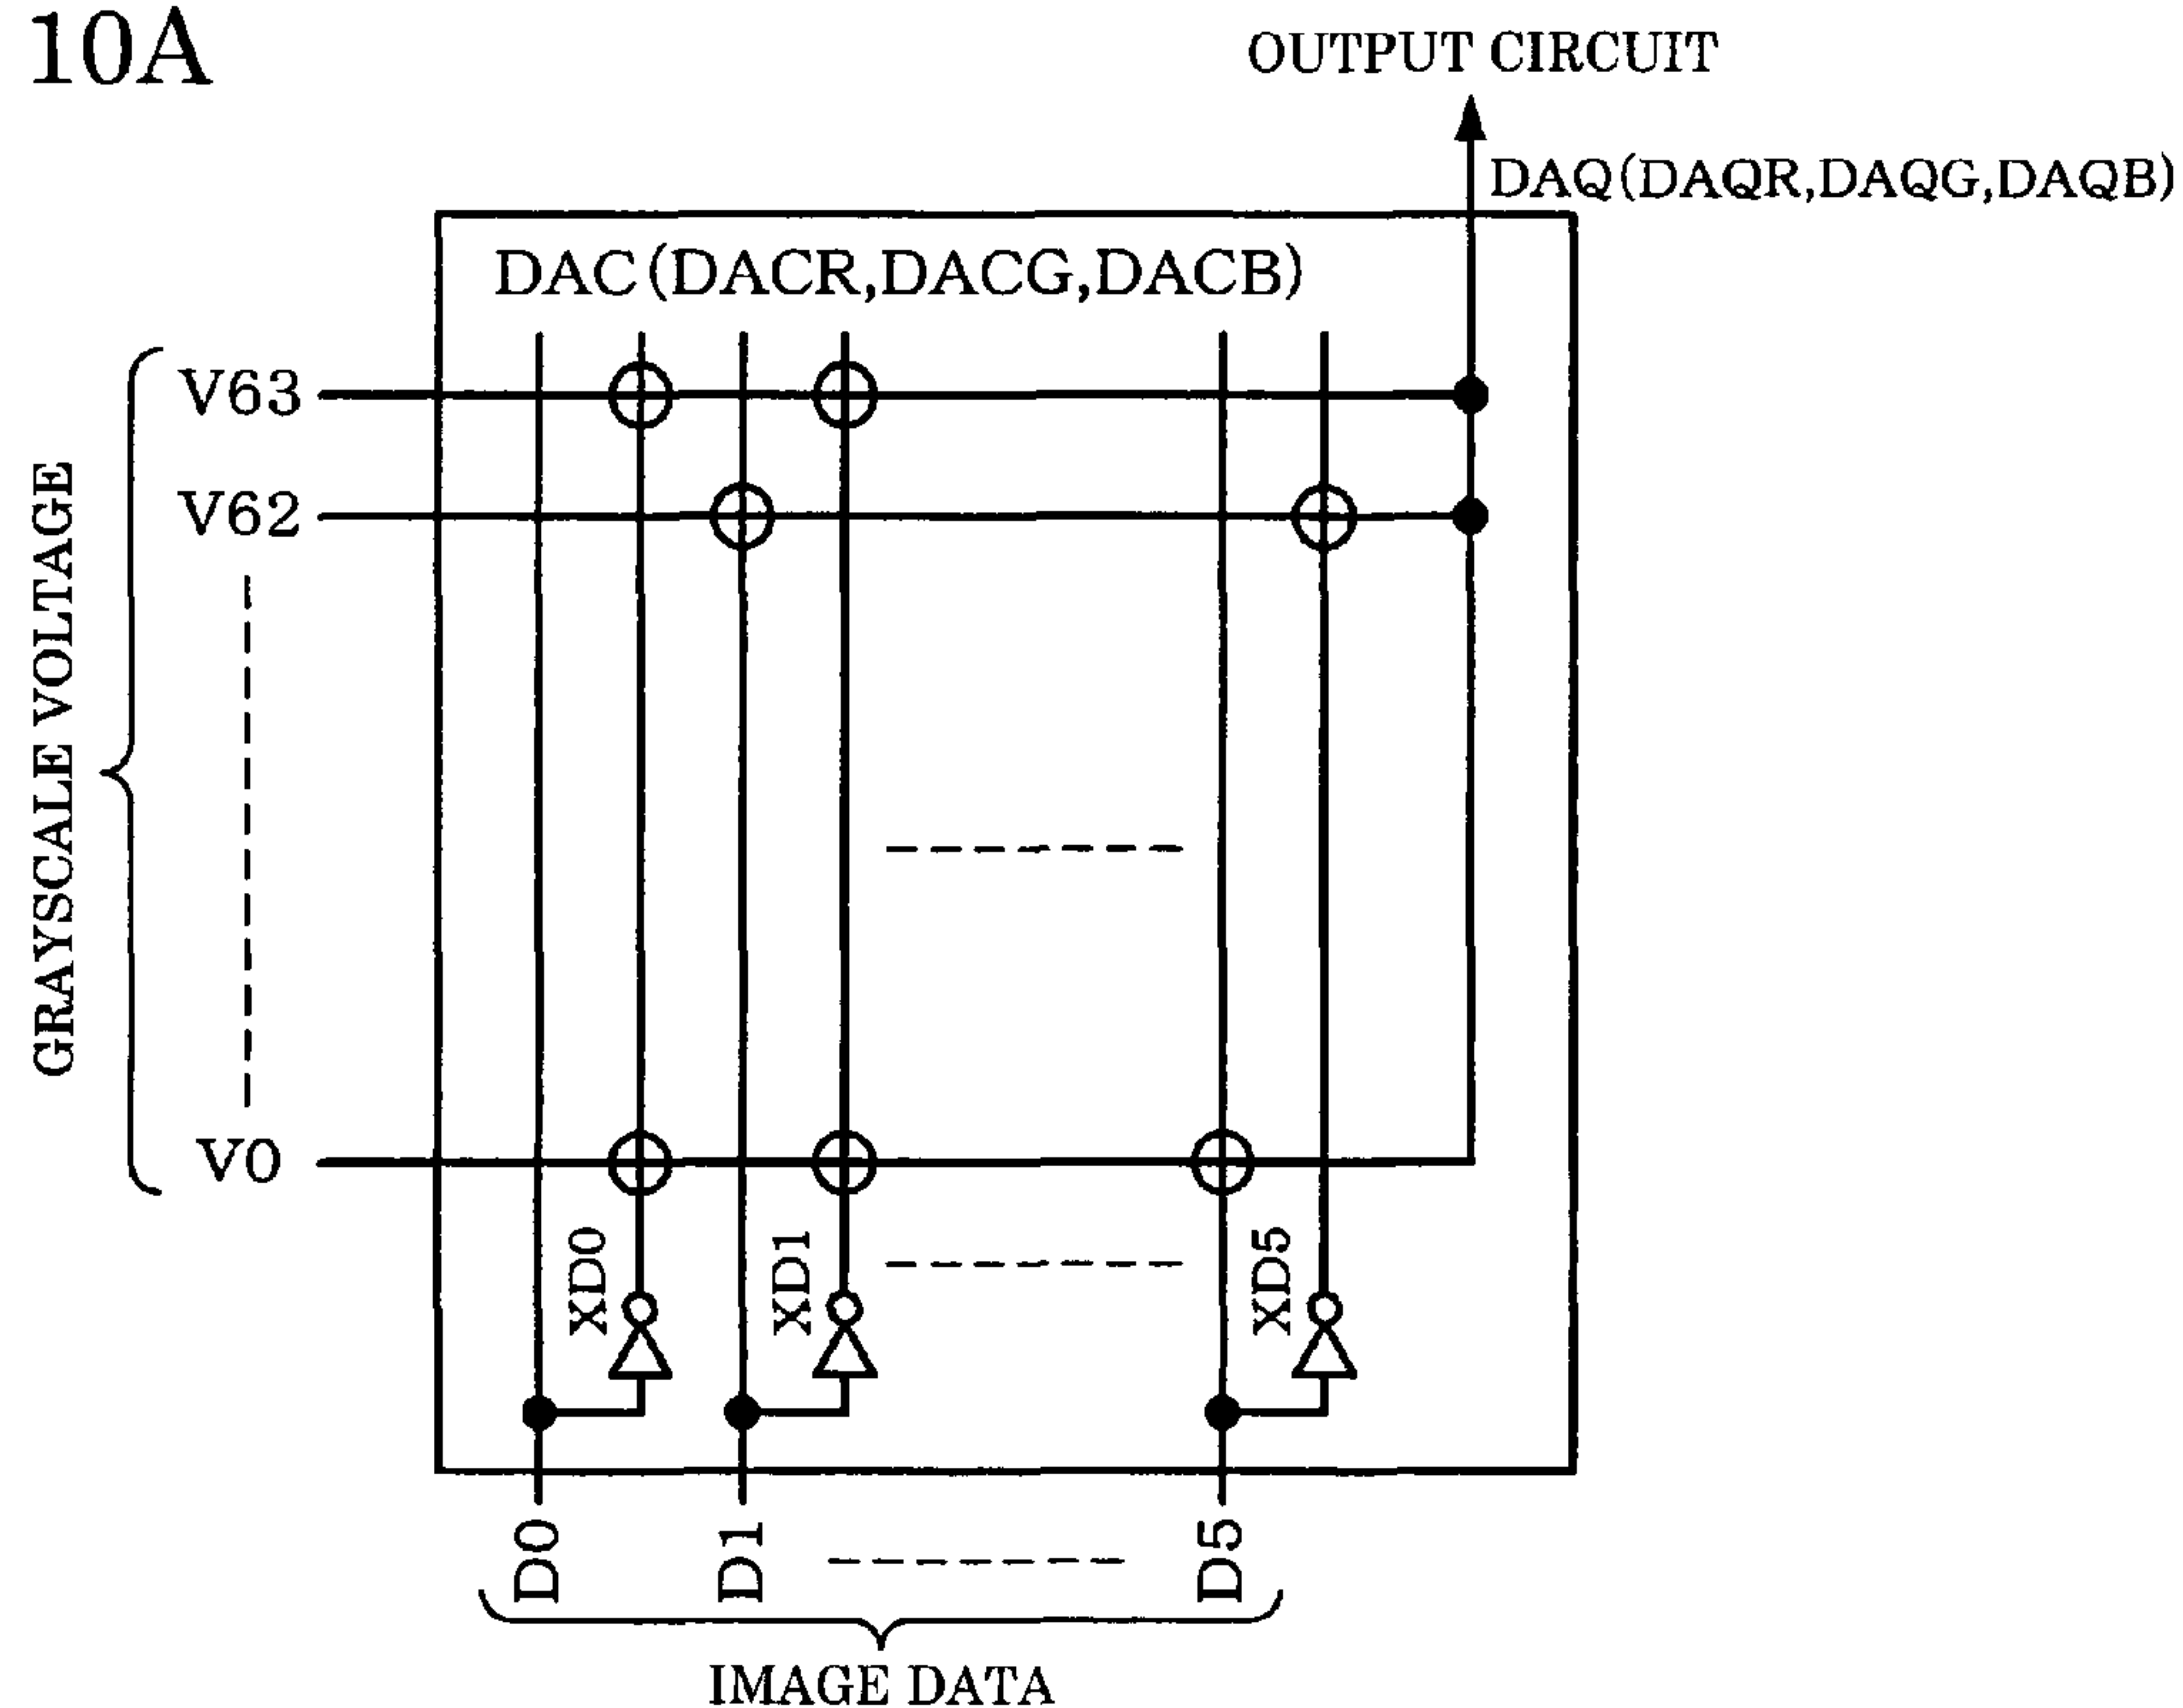 10A
OUTPUT CIRCUIT
DAQ(DAQR,DAQG,DAQB)
DAC(DACR,DACG,DACB)
V63
V62
V0
GRAYSCALE VOLTAGE
XD0
XD1
XD5
D0
D1
D5
IMAGE DATA